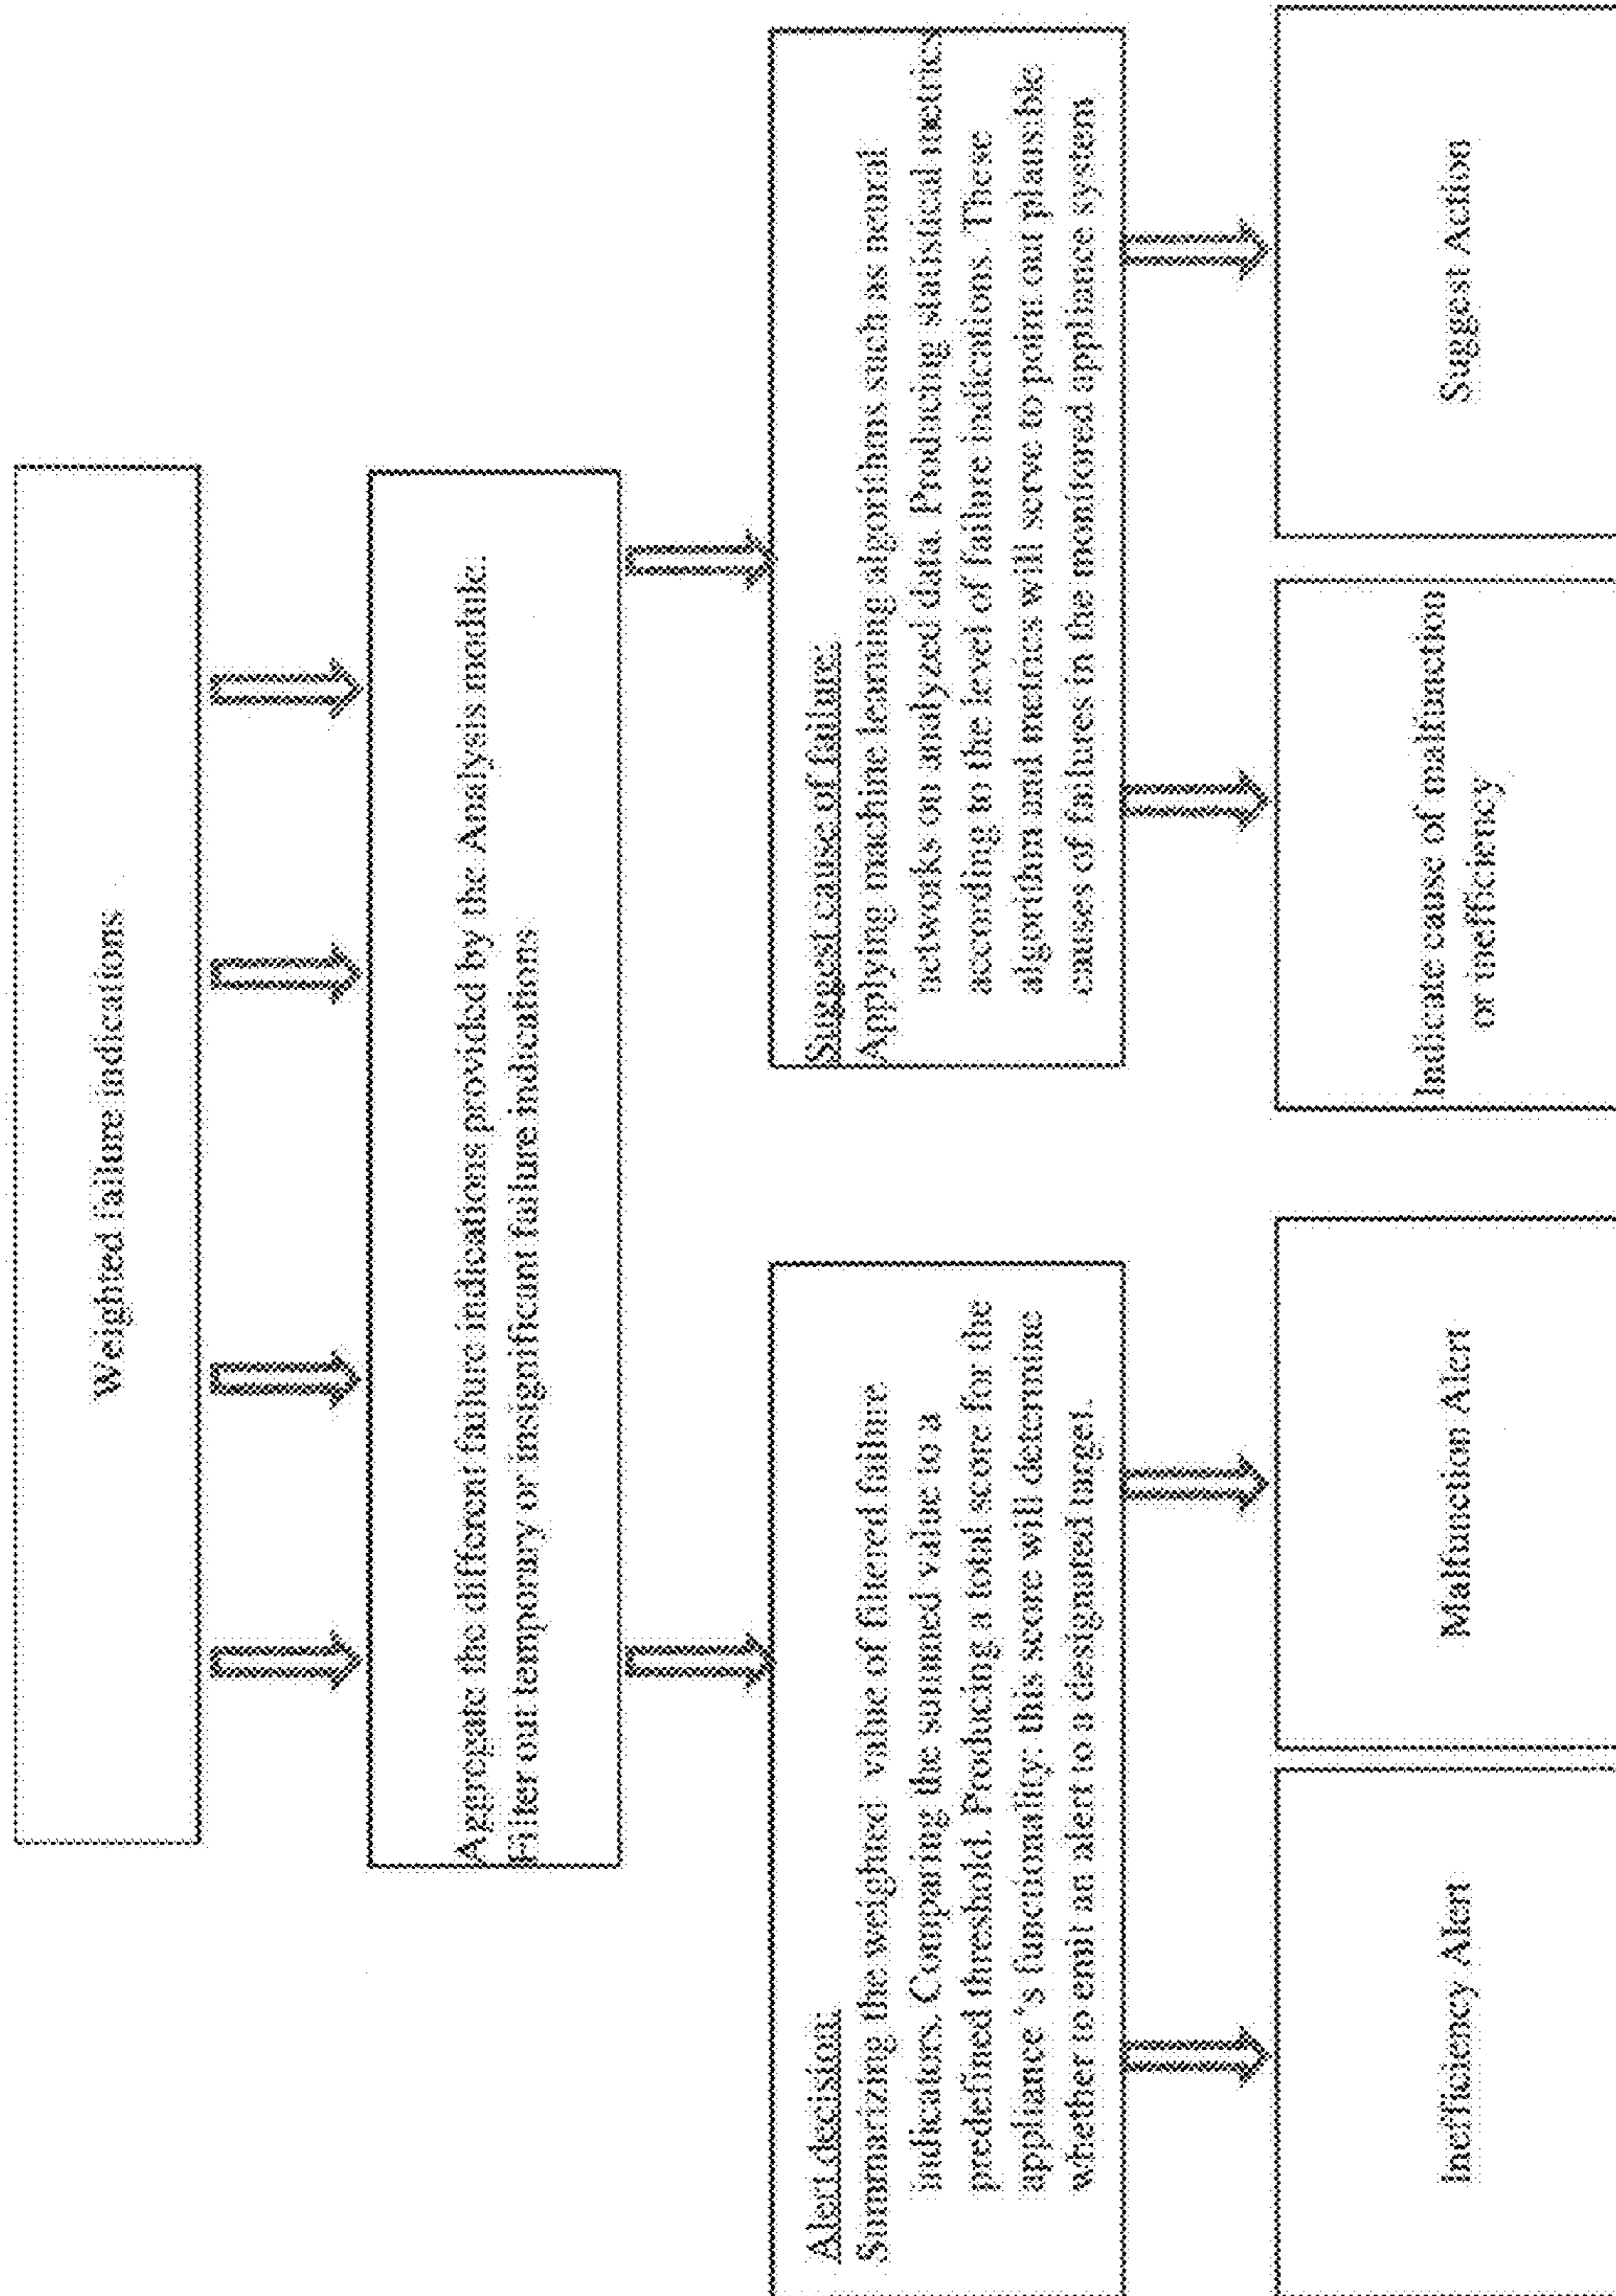 Weighted failure indications
Aggregate the different failure indications provided by the Analysis module.
Filter out temporary or insignificant failure indications
Alert decision:
Summarizing the weighted value of filtered failure
indicators. Comparing the summed value to a
predefined threshold. Producing a total score for the
appliance's functionality; this score will determine
whether to emit an alert to a designated target.
Suggest cause of failure:
Applying machine learning algorithms such as neural
networks on analyzed data. Producing statistical metrics
according to the level of failure indications. These
algorithm and metrics will serve to point out plausible
causes of failures in the monitored appliance system
Inefficiency Alert
Malfunction Alert
Indicate cause of malfunction
or inefficiency
Suggest Action